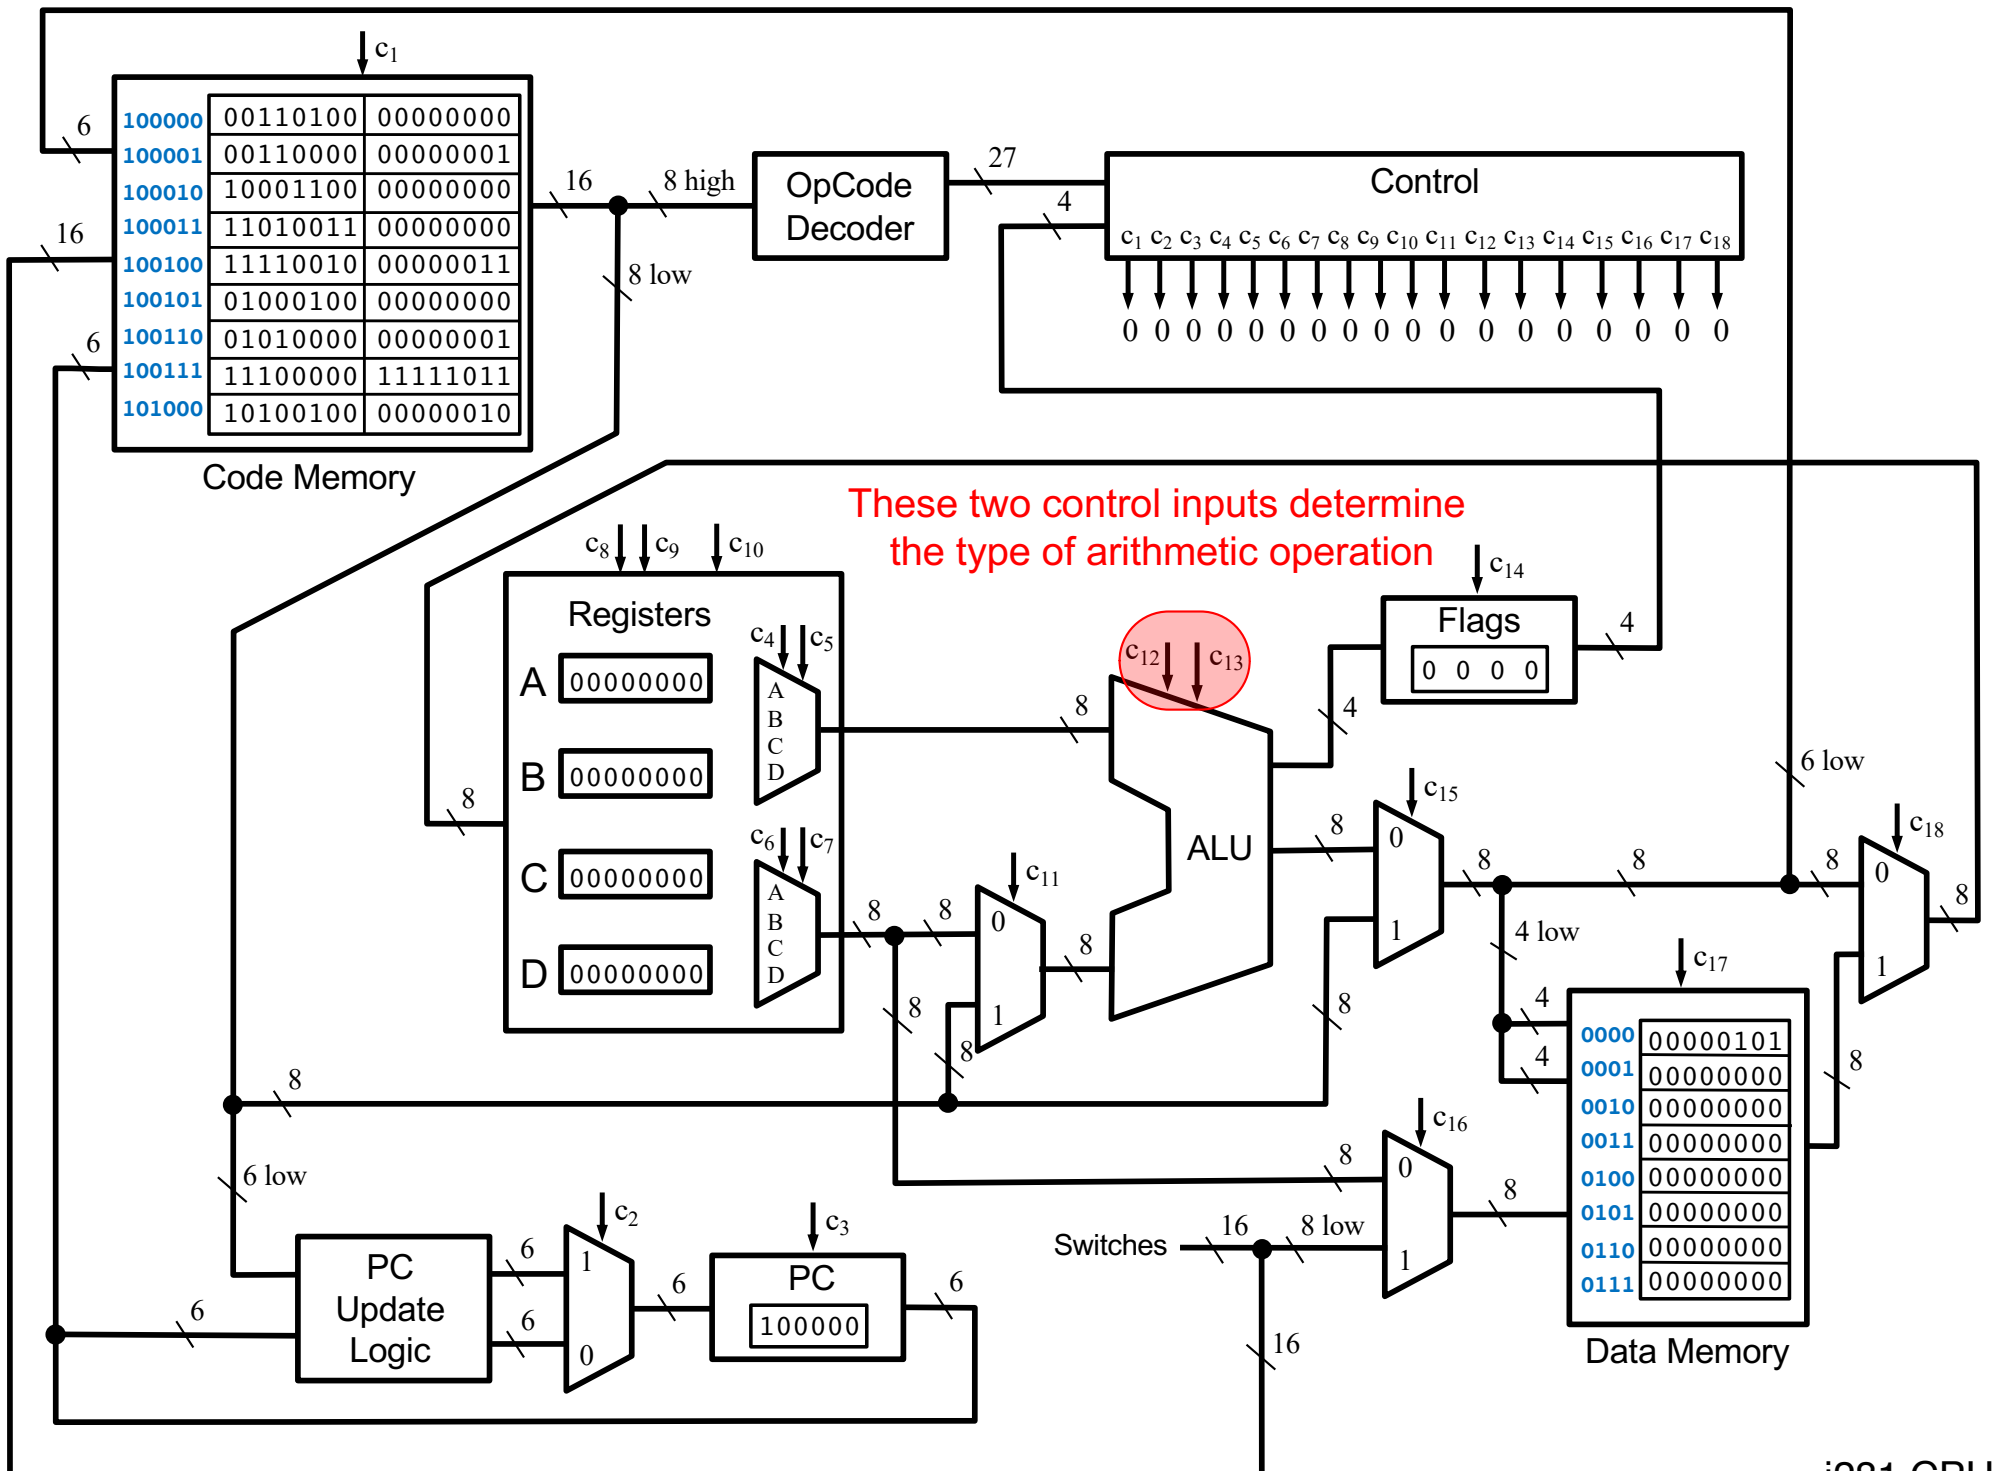 c1
100000 00110100 00000000
100001 00110000 00000001
100010 10001100 00000000
100011 11010011 00000000
100100 11110010 00000011
100101 01000100 00000000
100110 01010000 00000001
100111 11100000 11111011
101000 10100100 00000010
Code Memory
6
16
6
16
8 high
8 low
OpCode
Decoder
27
4
Control
c1 c2 c3 c4 c5 c6 c7 c8 c9 c10 c11 c12 c13 c14 c15 c16 c17 c18
0 0 0 0 0 0 0 0 0 0 0 0 0 0 0 0 0 0
These two control inputs determine
the type of arithmetic operation
c8 c9 c10
Registers
A 00000000
B 00000000
C 00000000
D 00000000
c4 c5
A
B
C
D
c6 c7
A
B
C
D
8
8
8
8
8
8
c11
0
1
8
8
c12 c13
ALU
c14
Flags
0 0 0 0
4
4
8
c15
0
1
8
8
8
8
6 low
4 low
4
4
c18
0
1
8
8
c17
0000 00000101
0001 00000000
0010 00000000
0011 00000000
0100 00000000
0101 00000000
0110 00000000
0111 00000000
Data Memory
c16
0
1
8
8
Switches
16
8 low
16
6 low
6
PC
Update
Logic
6
6
c2
1
0
6
c3
PC
100000
6